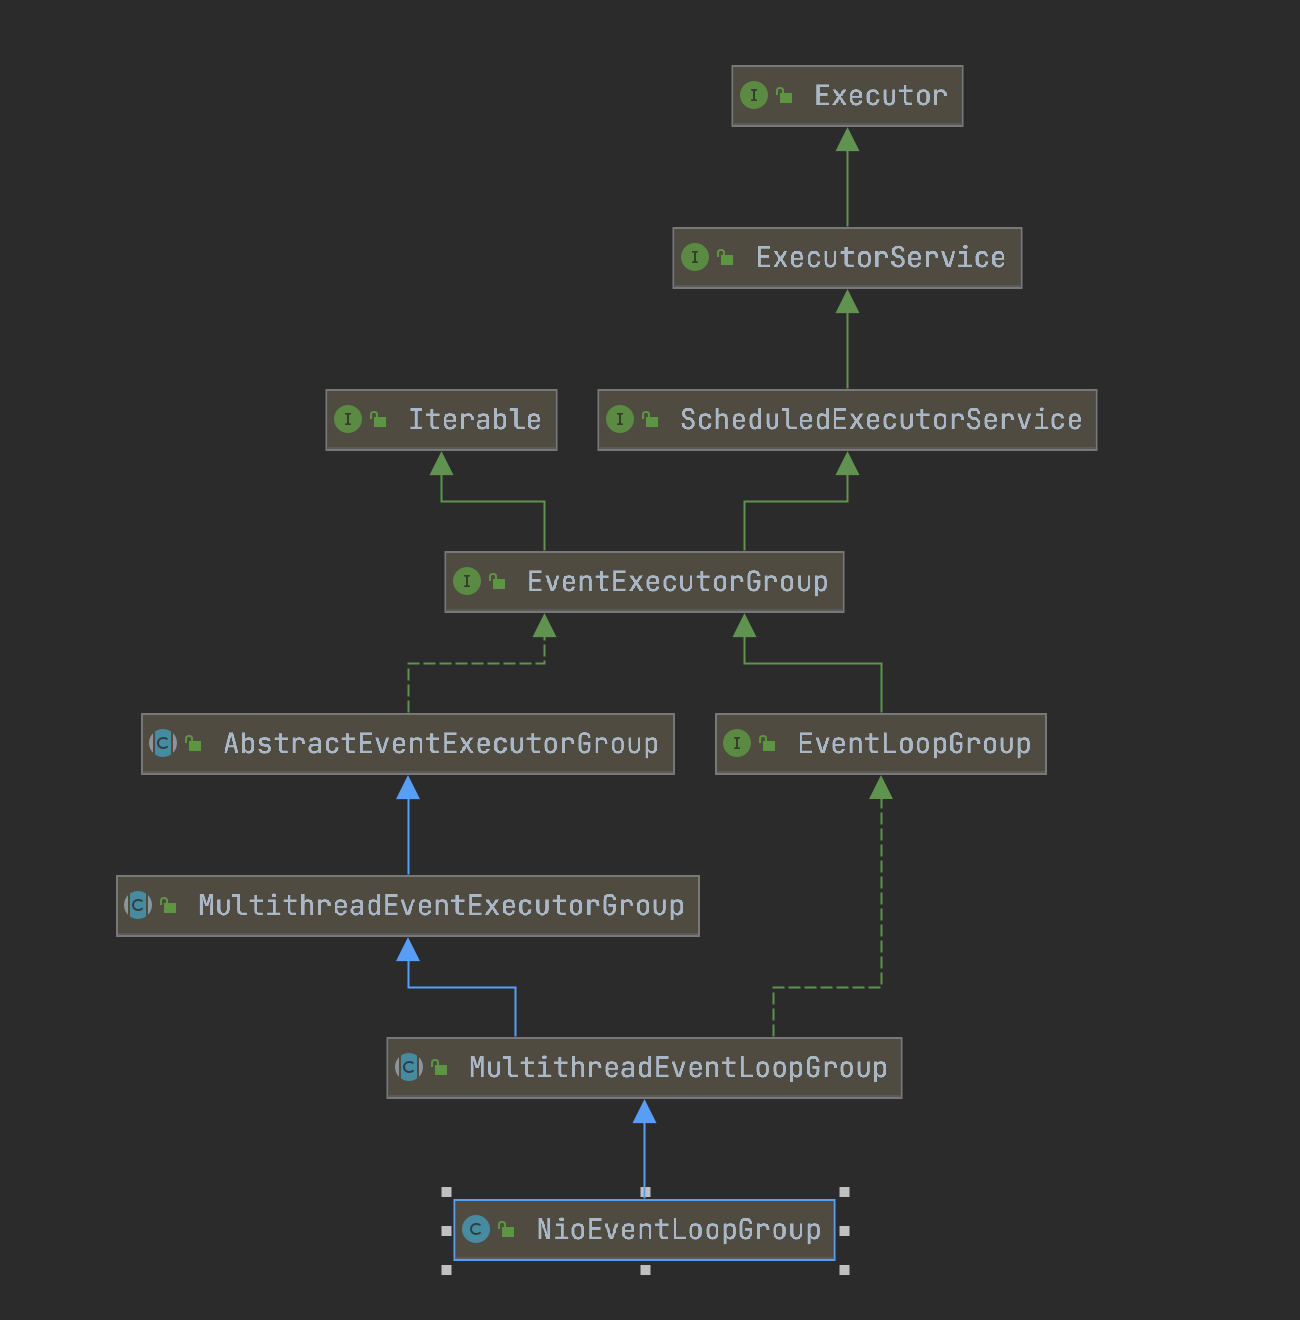 Executor
ExecutorService
Iterable
ScheduledExecutorService
EventExecutorGroup
AbstractEventExecutorGroup
EventLoopGroup
MultithreadEventExecutorGroup
MultithreadEventLoopGroup
NioEventLoopGroup